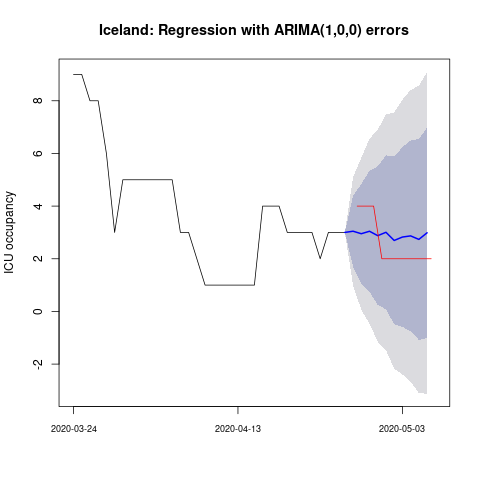 Iceland: Regression with ARIMA(1,0,0) errors
ICU occupancy
8
6
4
2
0
-2
2020-03-24 2020-04-13 2020-05-03